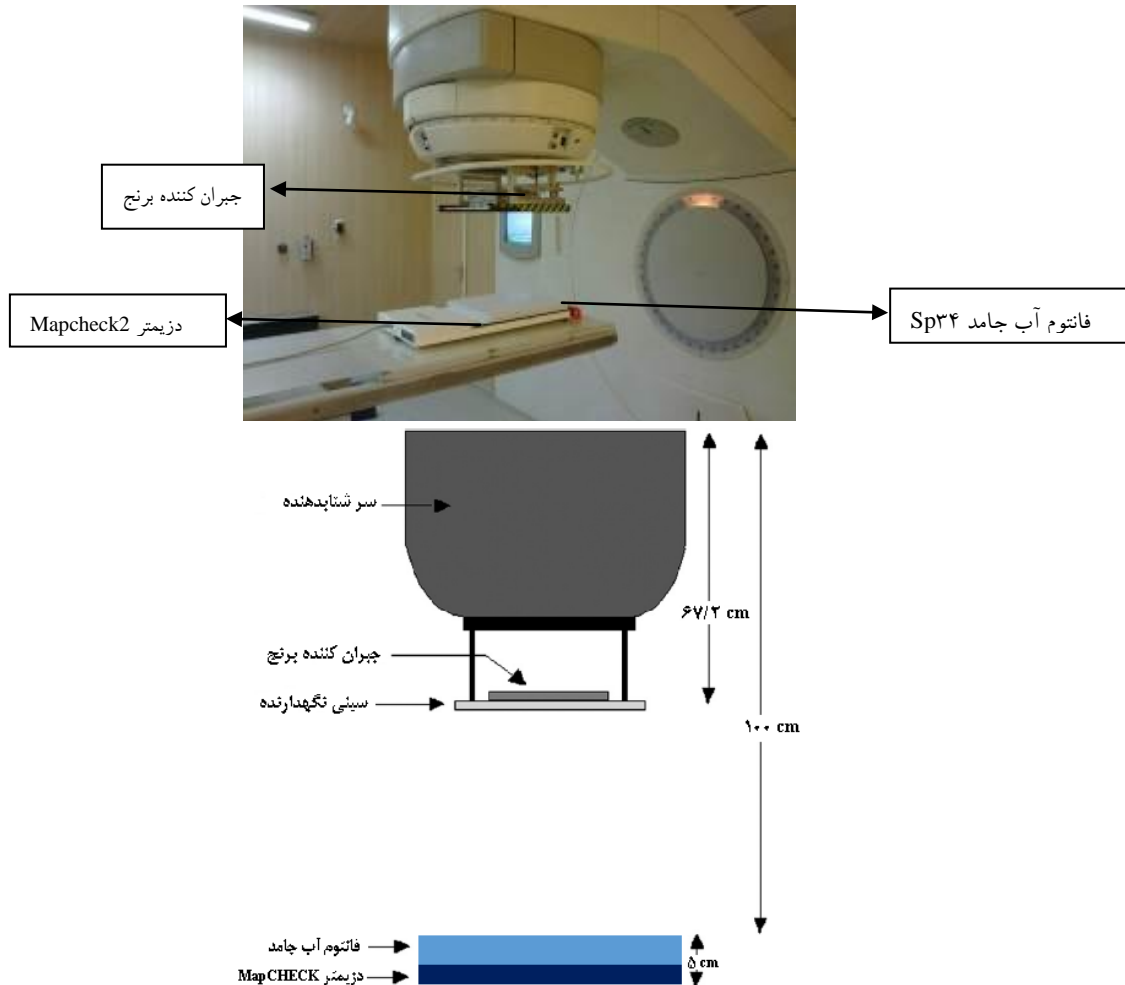 جبران کننده برنج
دزیمتر Mapcheck2
فانتوم آب جامد Sp۳۴
سر شتابدهنده
۶۷/۲ cm
جبران کننده برنج
سینی نگهدارنده
۱۰۰ cm
فانتوم آب جامد
۵ cm
دزیمتر MapCHECK